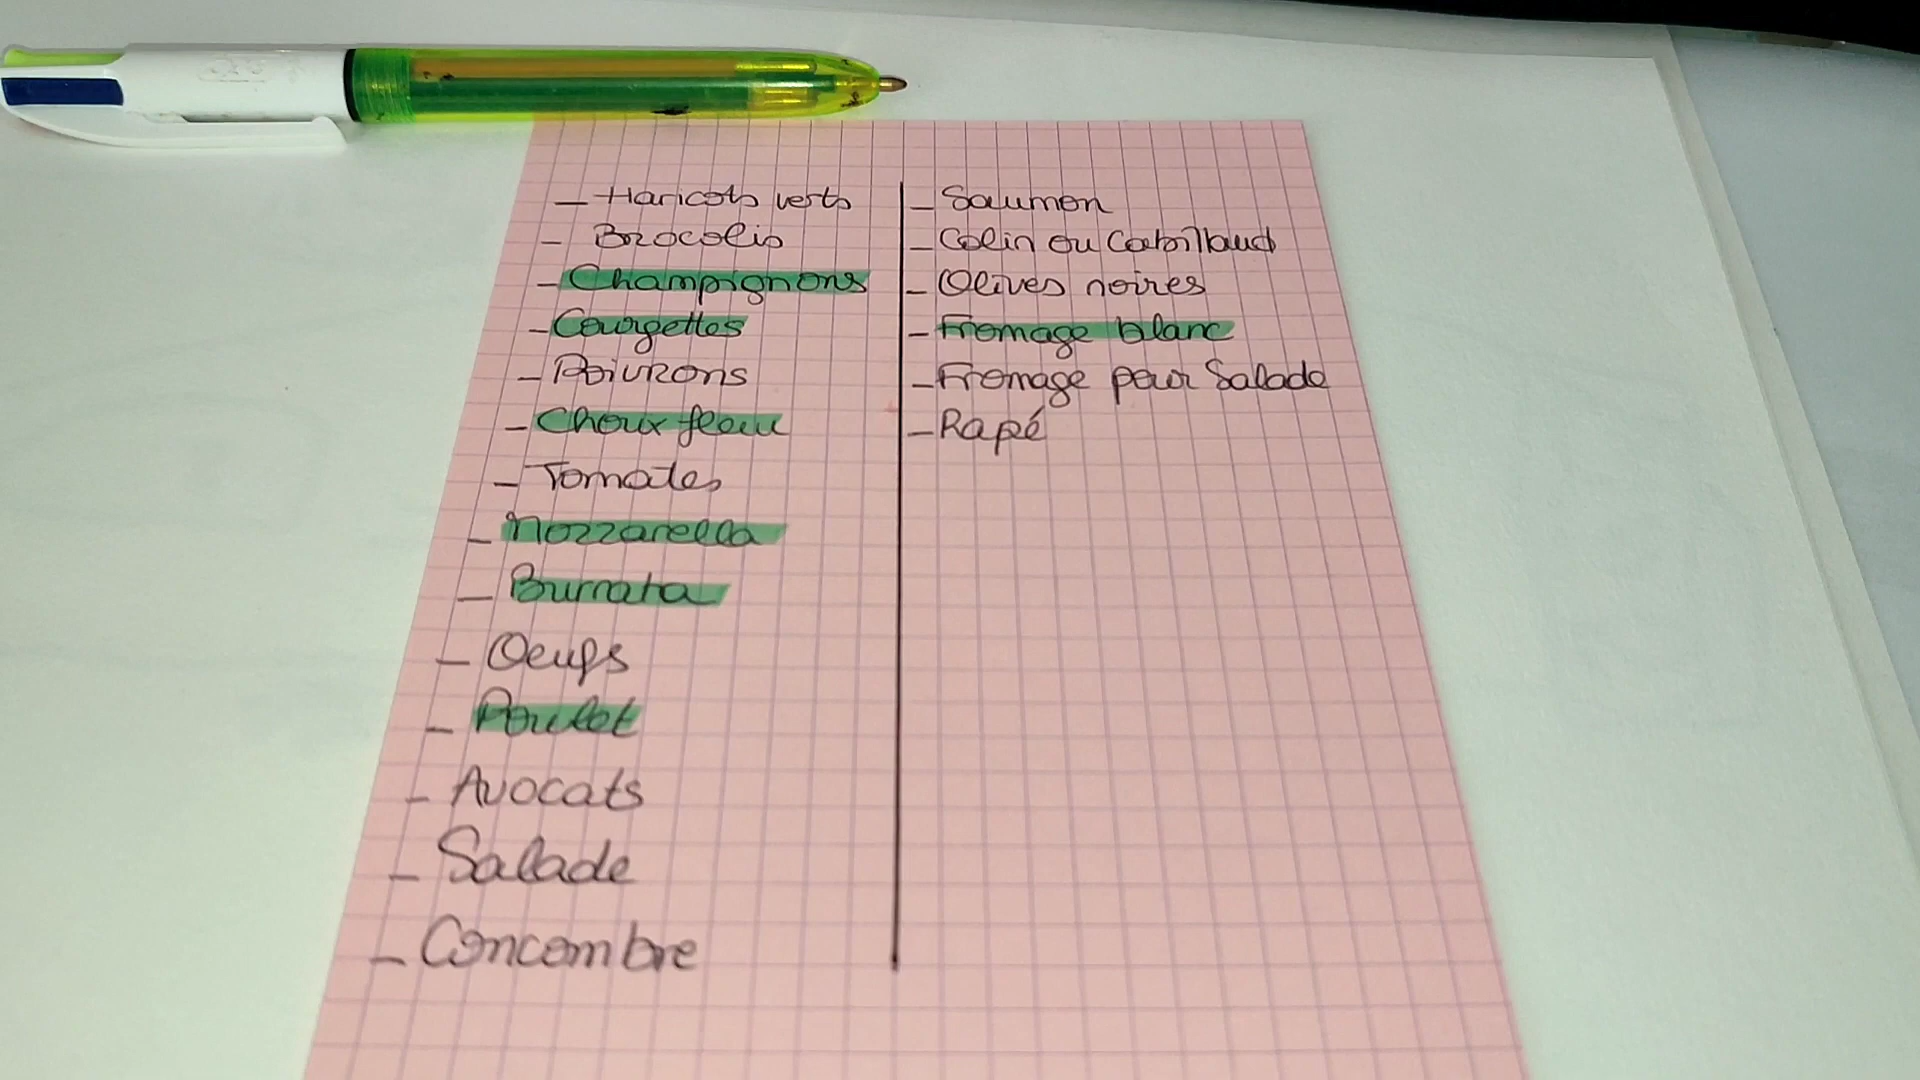 - Haricots verts
- Brocolis
- Champignons
- Courgettes
- Poivrons
- Choux fleau
- Tomates
- Mozzarella
- Burrata
- Oeufs
- Poulet
- Avocats
- Salade
- Concombre
- Saumon
- Colin ou Cabillaud
- Olives noires
- Fromage blanc
- Fromage pour Salade
- Rapé